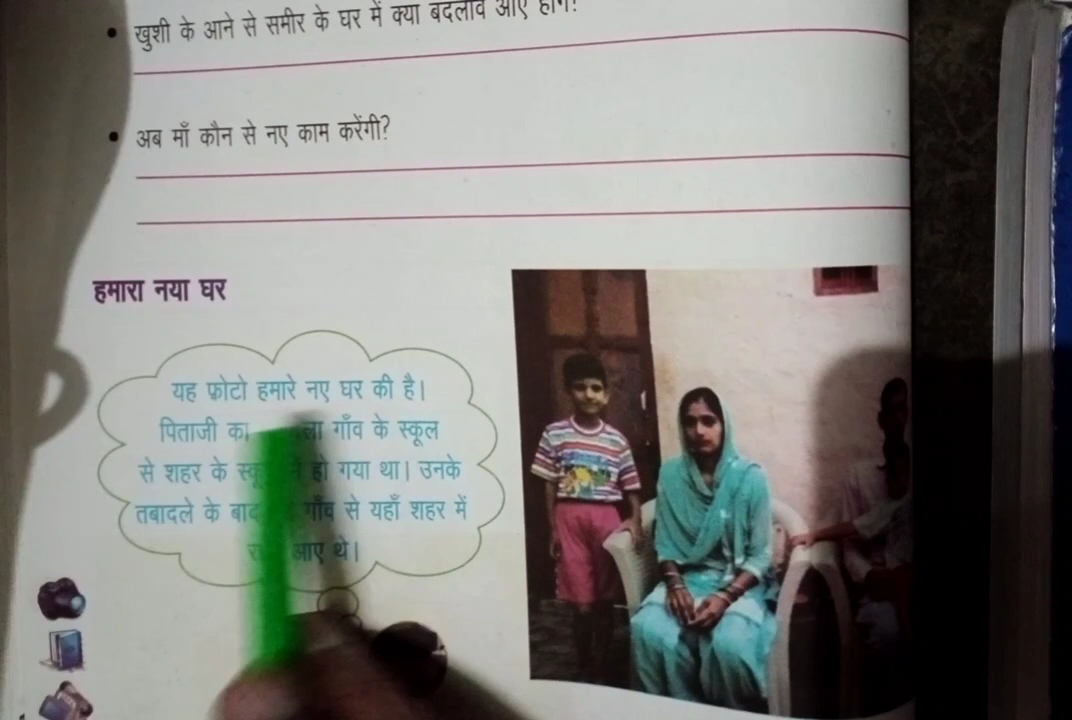 खुशी के आने से समीर के घर में क्या बदलाव आए होंगे?
अब माँ कौन से नए काम करेंगी?
हमारा नया घर
यह फ़ोटो हमारे नए घर की है।
पिताजी का गाँव के स्कूल
से शहर के हो गया था। उनके
तबादले के बाद गाँव से यहाँ शहर में
आए थे।